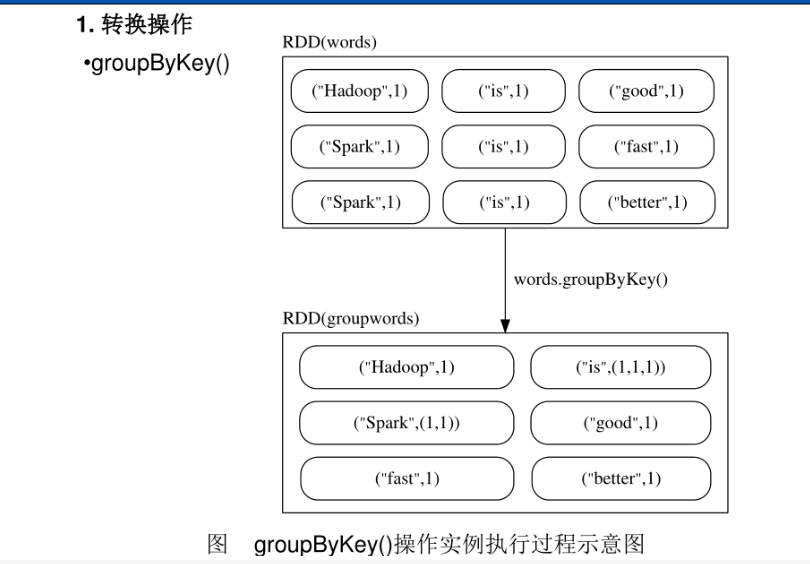 1. 转换操作
•groupByKey()
RDD(words)
("Hadoop",1) ("is",1) ("good",1)
("Spark",1) ("is",1) ("fast",1)
("Spark",1) ("is",1) ("better",1)
words.groupByKey()
RDD(groupwords)
("Hadoop",1) ("is",(1,1,1))
("Spark",(1,1)) ("good",1)
("fast",1) ("better",1)
图 groupByKey()操作实例执行过程示意图